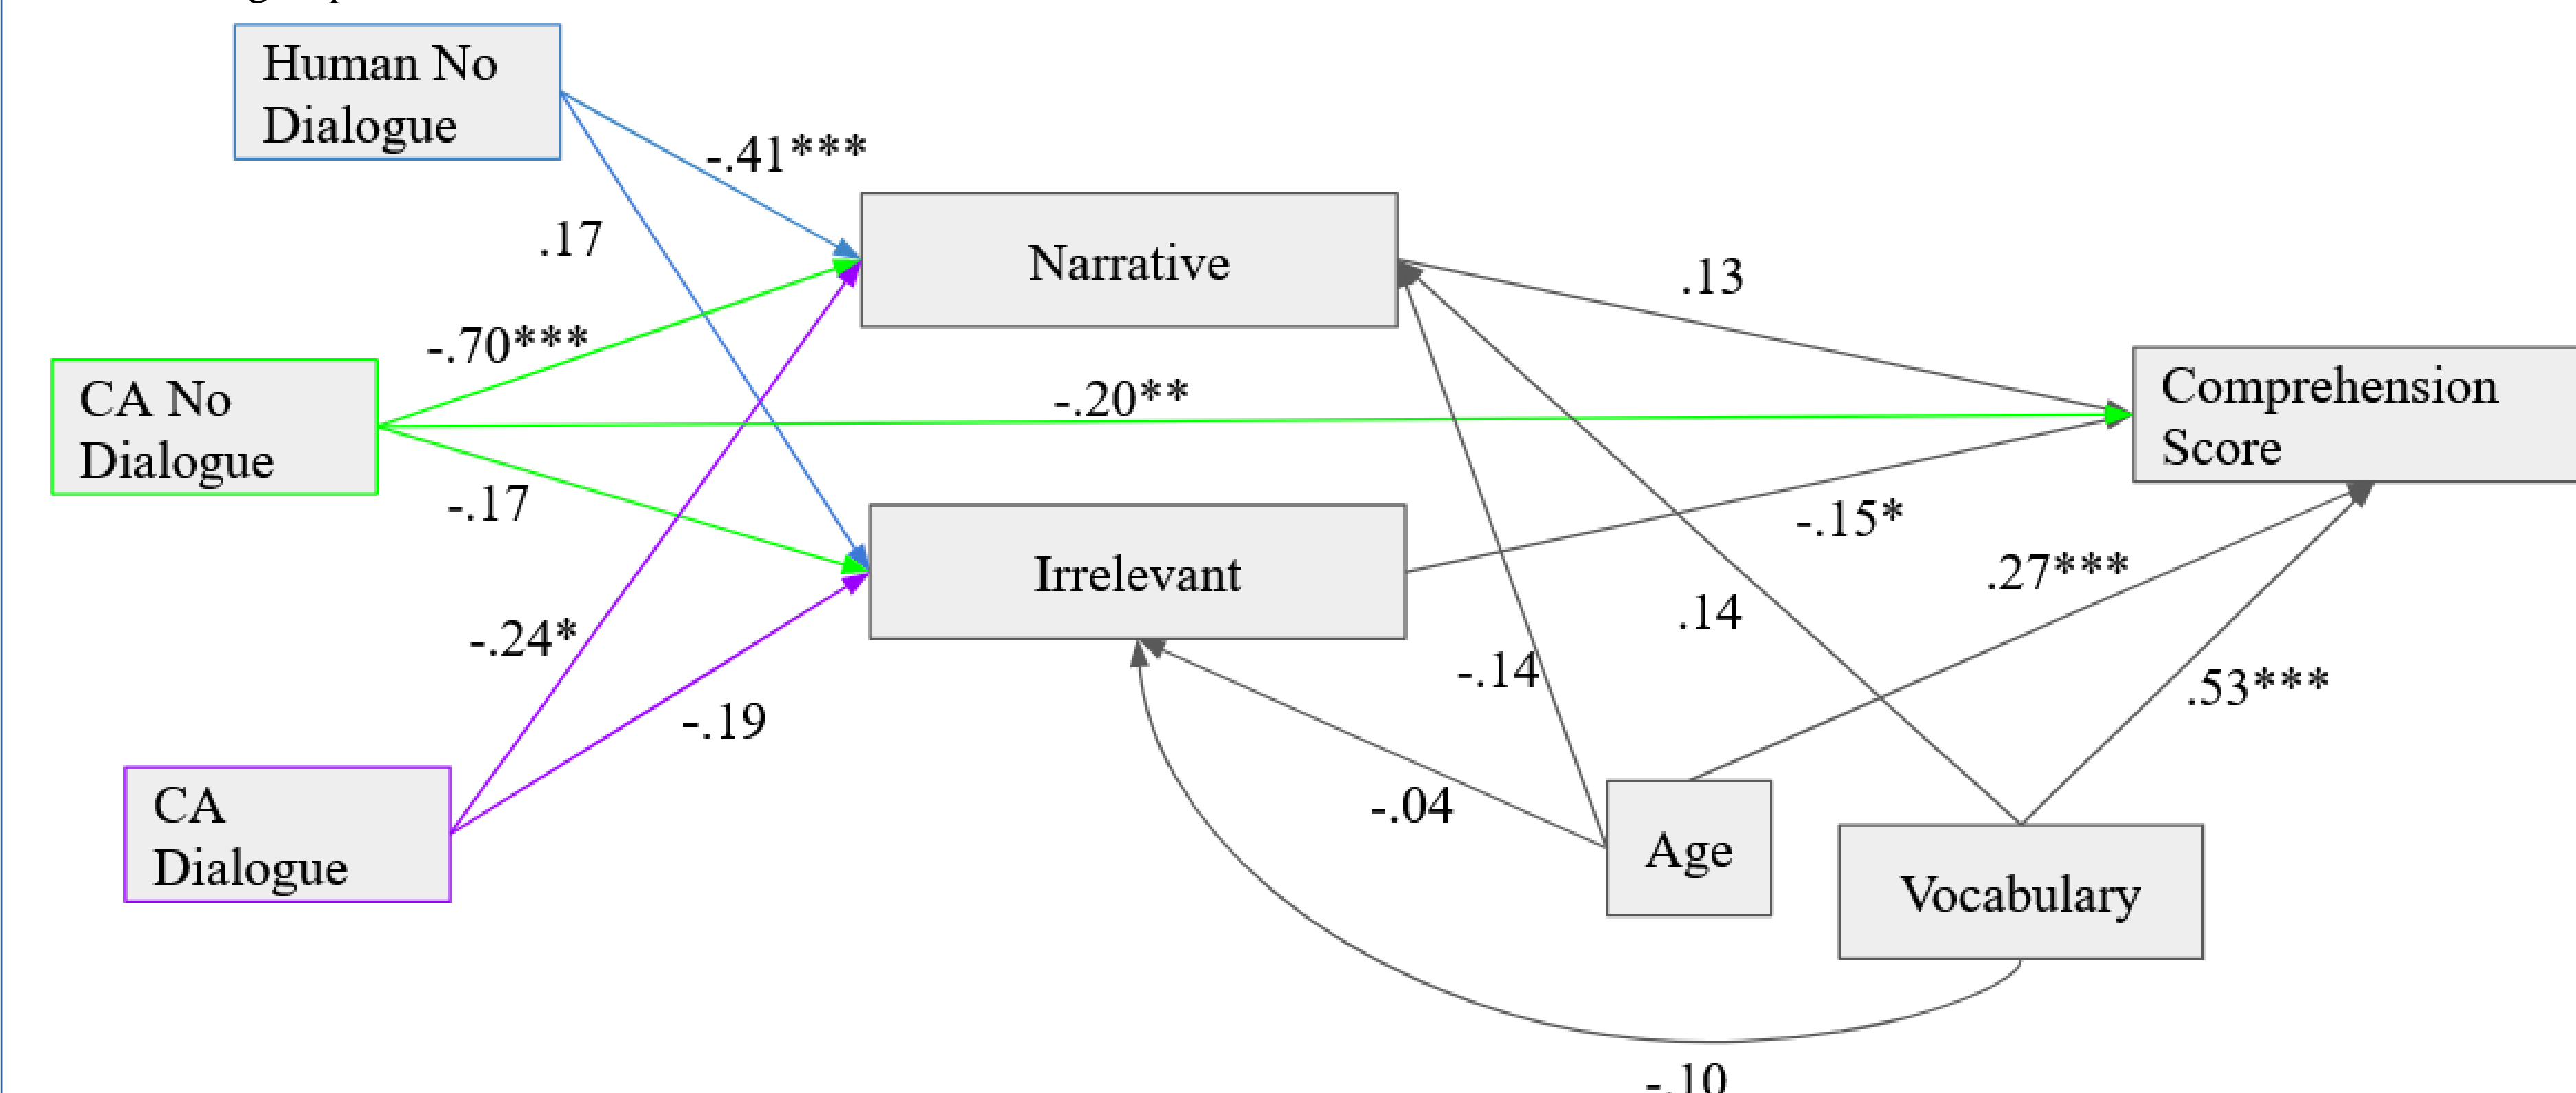 Human No
Dialogue
-.41***
.17
Narrative
.13
-.70***
CA No
Dialogue
-.20**
Comprehension
Score
-.17
Irrelevant
-.15*
.27***
-.24*
.14
-.14
.53***
-.19
CA
Dialogue
-.04
Age
Vocabulary
-.10